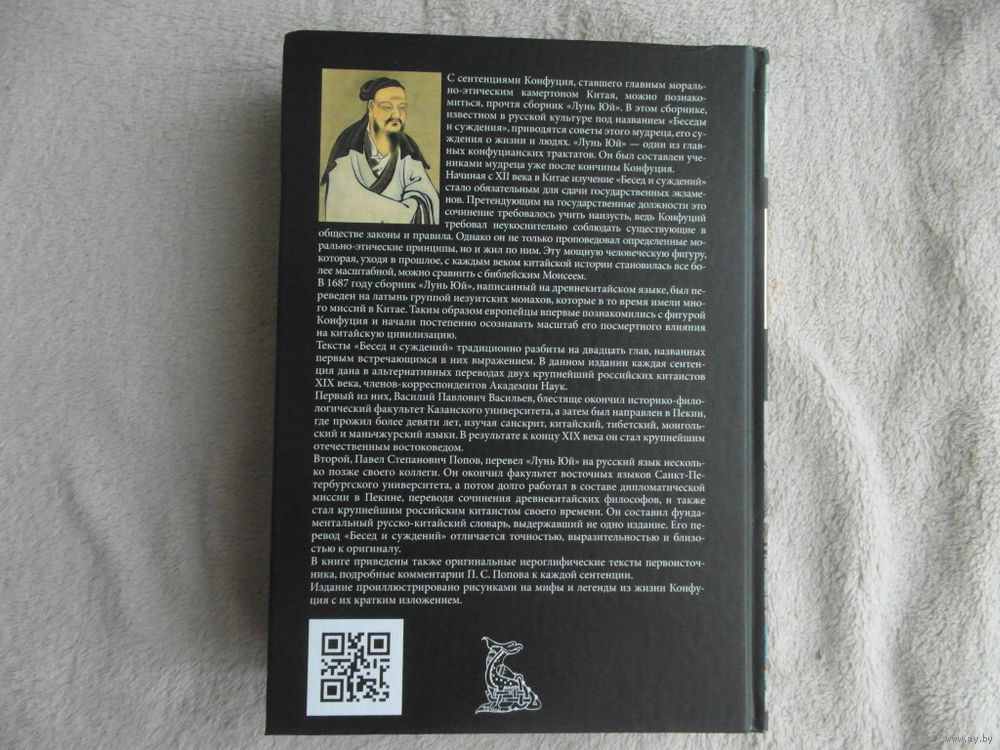 С сентенциями Конфуция, ставшего главным мораль-
но-этическим камертоном Китая, можно познако-
миться, прочтя сборник «Лунь Юй». В этом сборнике,
известном в русской культуре под названием «Беседы
и суждения», приводятся советы этого мудреца, его су-
ждения о жизни и людях. «Лунь Юй» — один из глав-
ных конфуцианских трактатов. Он был составлен уче-
никами мудреца уже после кончины Конфуция.
Начиная с XII века в Китае изучение «Бесед и суждений»
стало обязательным для сдачи государственных экзаме-
нов. Претендующим на государственные должности это
сочинение требовалось учить наизусть, ведь Конфуций
требовал неукоснительно соблюдать существующие в
обществе законы и правила. Однако он не только проповедовал определенные мо-
рально-этические принципы, но и жил по ним. Эту мощную человеческую фигуру,
которая, уходя в прошлое, с каждым веком китайской истории становилась все бо-
лее масштабной, можно сравнить с библейским Моисеем.
В 1687 году сборник «Лунь Юй», написанный на древнекитайском языке, был пе-
реведен на латынь группой иезуитских монахов, которые в то время имели мно-
го миссий в Китае. Таким образом европейцы впервые познакомились с фигурой
Конфуция и начали постепенно осознавать масштаб его посмертного влияния
на китайскую цивилизацию.
Тексты «Бесед и суждений» традиционно разбиты на двадцать глав, названных
первым встречающимся в них выражением. В данном издании каждая сентен-
ция дана в альтернативных переводах двух крупнейший российских китаистов
XIX века, членов-корреспондентов Академии Наук.
Первый из них, Василий Павлович Васильев, блестяще окончил историко-фило-
логический факультет Казанского университета, а затем был направлен в Пекин,
где прожил более девяти лет, изучая санскрит, китайский, тибетский, монголь-
ский и маньчжурский языки. В результате к концу XIX века он стал крупнейшим
отечественным востоковедом.
Второй, Павел Степанович Попов, перевел «Лунь Юй» на русский язык несколь-
ко позже своего коллеги. Он окончил факультет восточных языков Санкт-Пе-
тербургского университета, а потом долго работал в составе дипломатической
миссии в Пекине, переводя сочинения древнекитайских философов, и также
стал крупнейшим российским китаистом своего времени. Он составил фунда-
ментальный русско-китайский словарь, выдержавший не одно издание. Его пе-
ревод «Бесед и суждений» отличается точностью, выразительностью и близо-
стью к оригиналу.
В книге приведены также оригинальные иероглифические тексты первоисточ-
ника, подробные комментарии П. С. Попова к каждой сентенции.
Издание проиллюстрировано рисунками на мифы и легенды из жизни Конфу-
ция с их кратким изложением.
www.ay.by